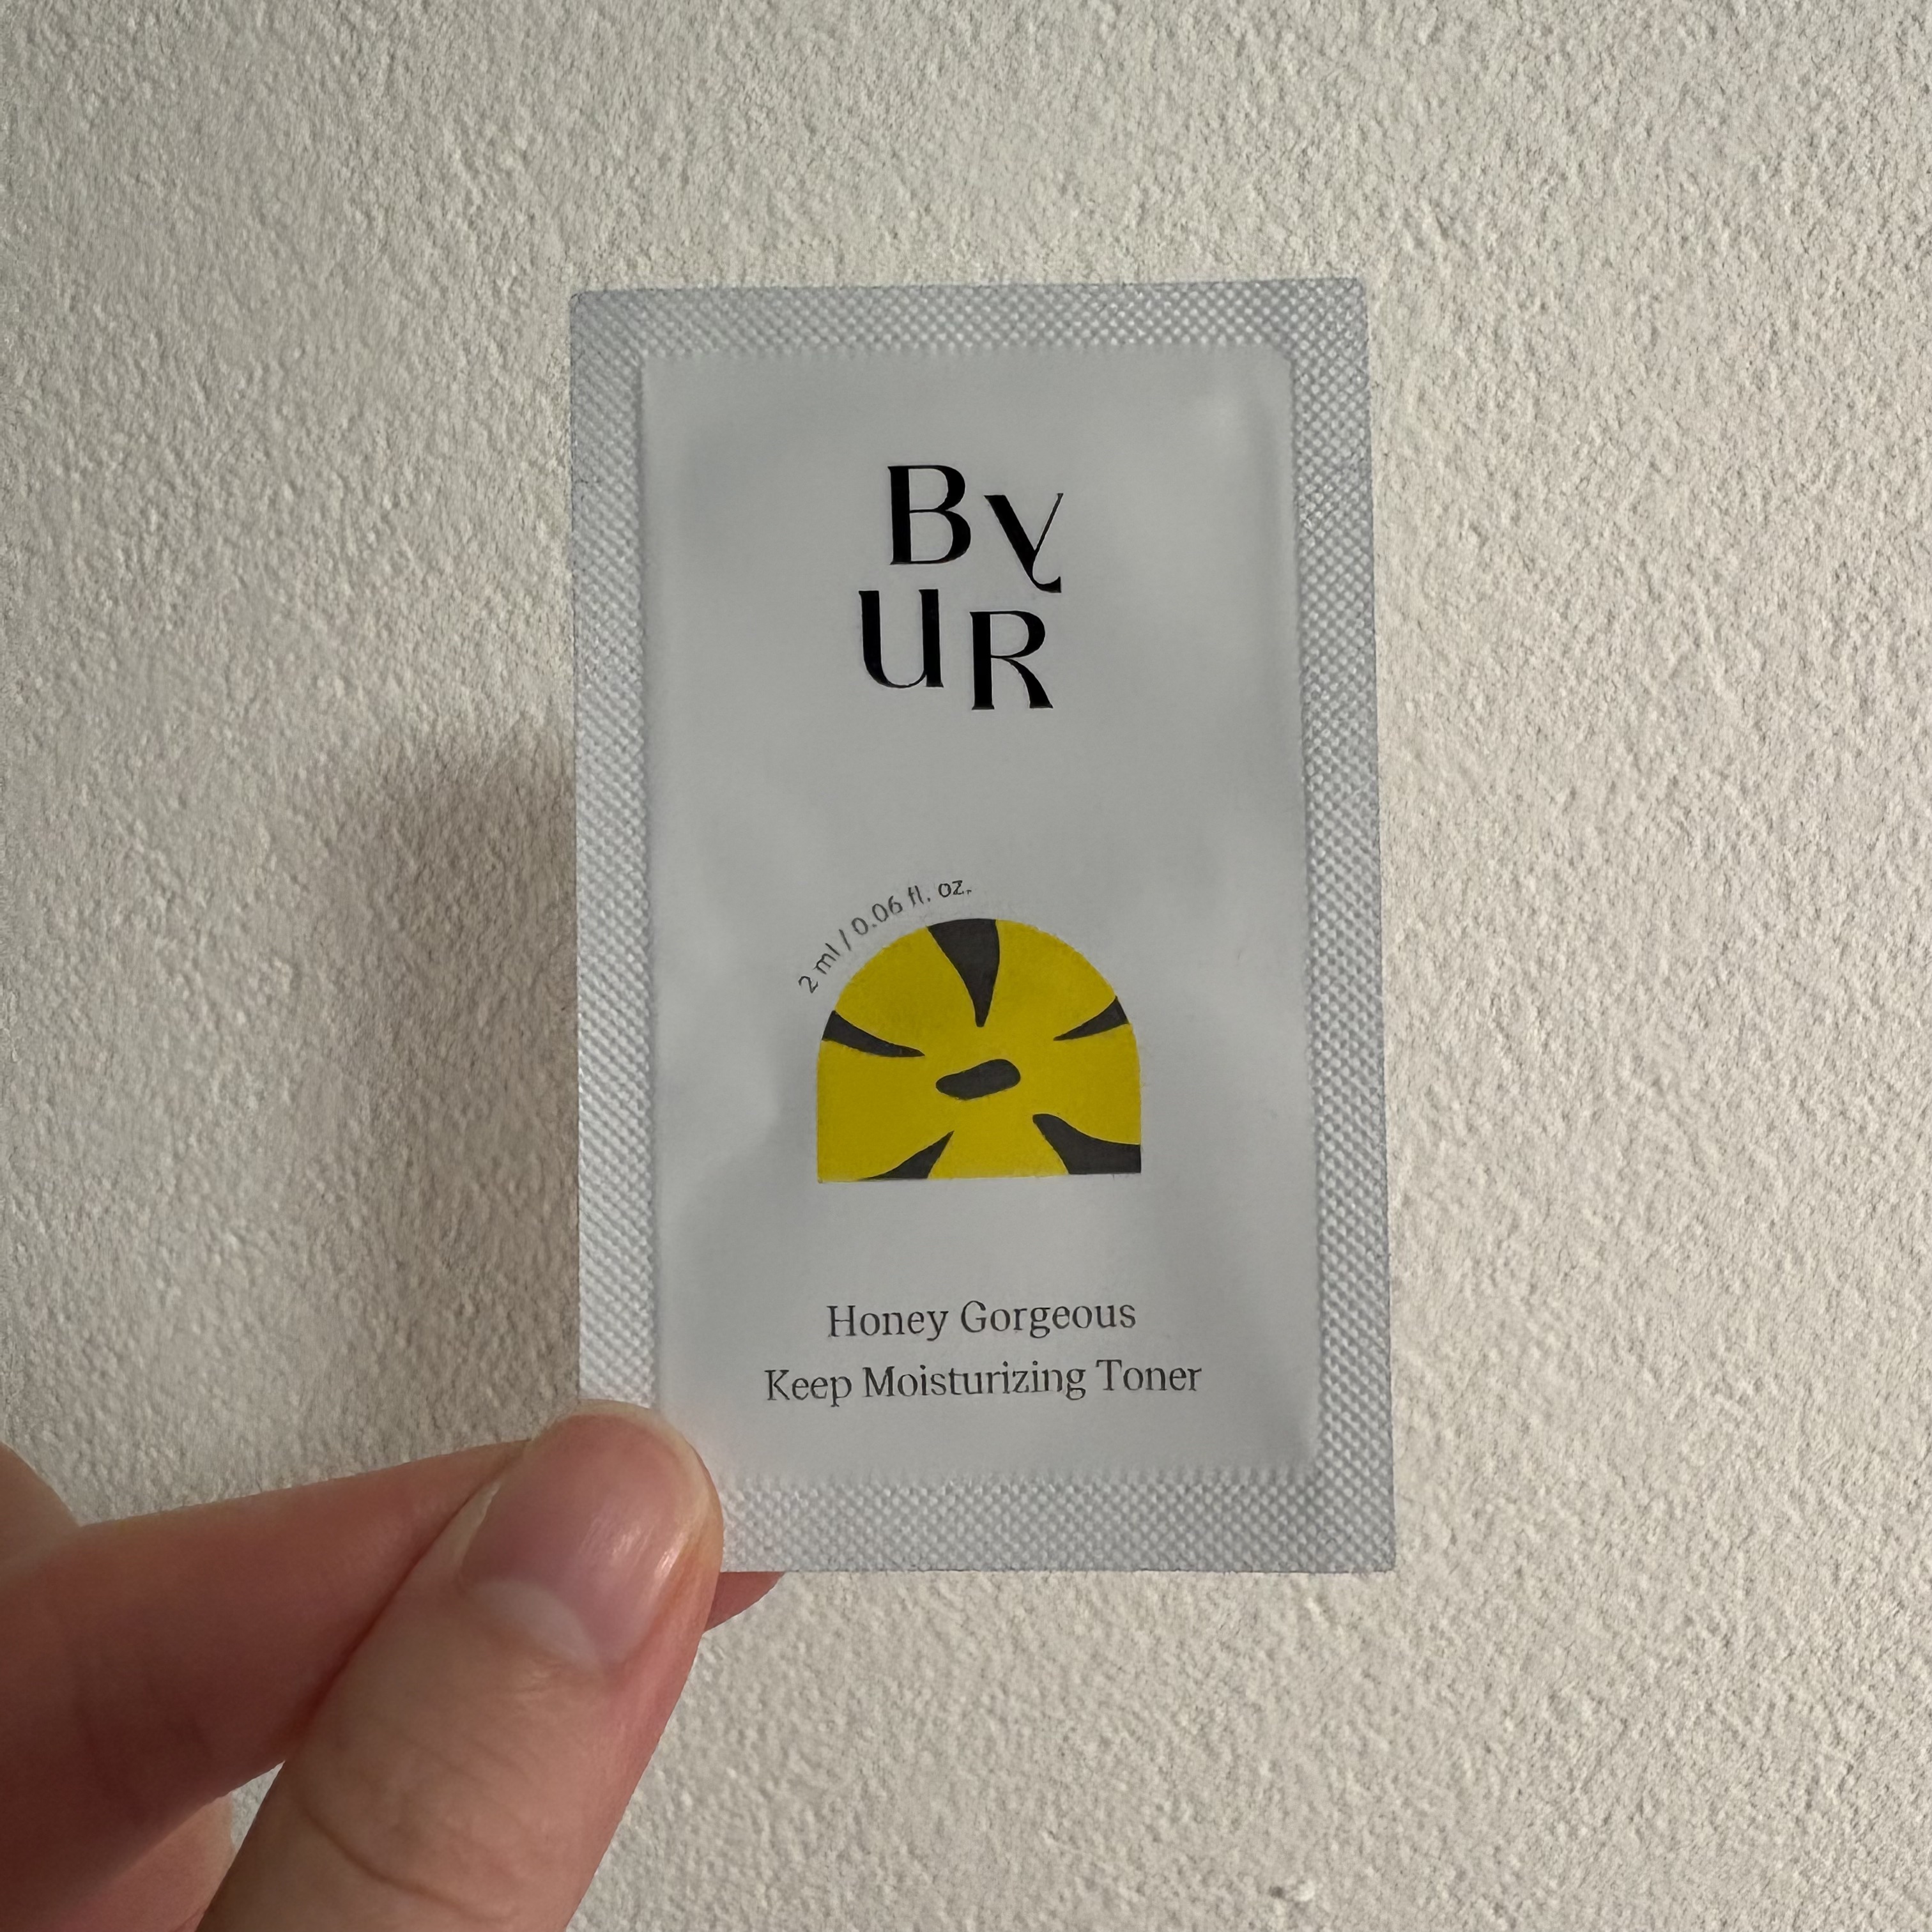 By
UR
2 ml / 0.06 fl. oz.
Honey Gorgeous
Keep Moisturizing Toner